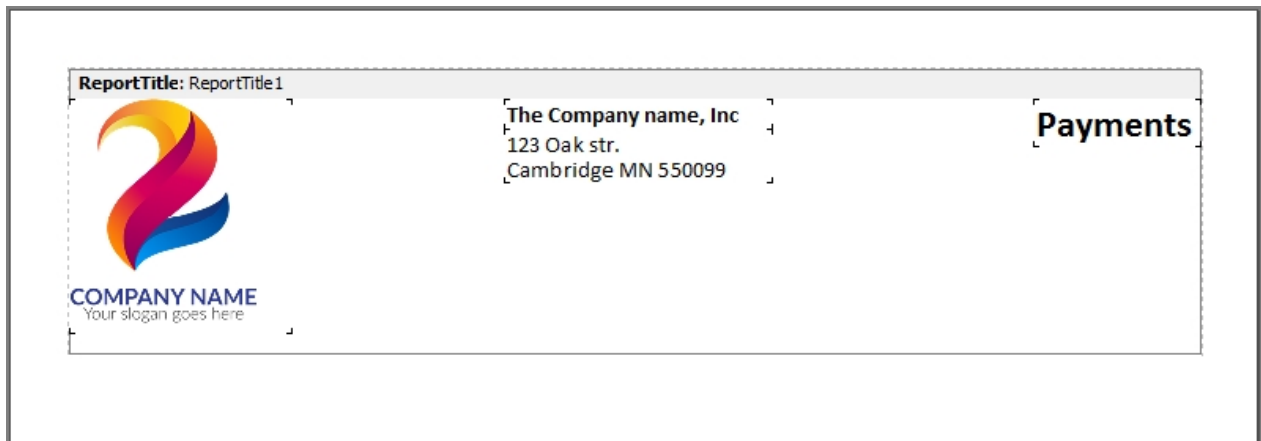 ReportTitle: ReportTitle1
The Company name, Inc
123 Oak str.
Cambridge MN 550099
Payments
COMPANY NAME
Your slogan goes here